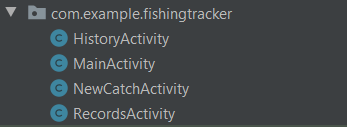 com.example.fishingtracker
C HistoryActivity
C MainActivity
C NewCatchActivity
C RecordsActivity